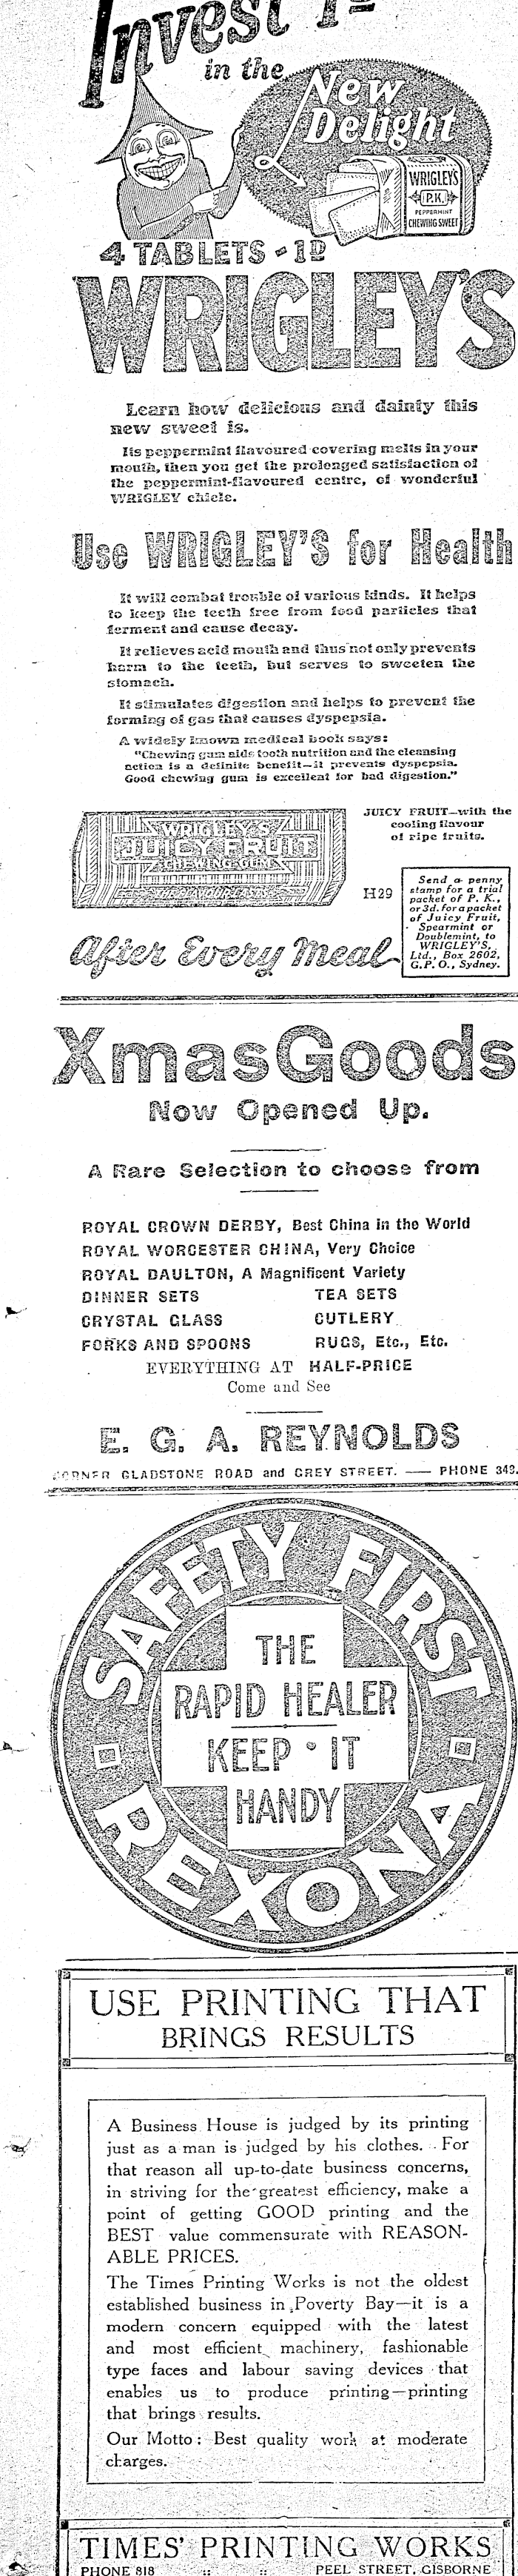 Invest 1D
in the
New
Delight
WRIGLEY'S
P.K.
PEPPERMINT
CHEWING SWEET
4 TABLETS - 1D
WRIGLEY'S
Learn how delicious and dainty this
new sweet is.
Its peppermint flavoured covering melts in your
mouth, then you get the prolonged satisfaction of
the peppermint-flavoured centre, of wonderful
WRIGLEY chicle.
Use WRIGLEY'S for Health
It will combat trouble of various kinds. It helps
to keep the teeth free from food particles that
ferment and cause decay.
It relieves acid mouth and thus not only prevents
harm to the teeth, but serves to sweeten the
stomach.
It stimulates digestion and helps to prevent the
forming of gas that causes dyspepsia.
A widely known medical book says:
"Chewing gum aids tooth nutrition and the cleansing
action is a definite benefit—it prevents dyspepsia.
Good chewing gum is excellent for bad digestion."
WRIGLEY'S
JUICY FRUIT
CHEWING GUM
JUICY FRUIT—with the
cooling flavour
of ripe fruits.
H29
Send a penny
stamp for a trial
packet of P. K.,
or 3d. for a packet
of Juicy Fruit,
Spearmint or
Doublemint, to
WRIGLEY'S,
Ltd., Box 2602,
G.P.O., Sydney.
After Every Meal
Xmas Goods
Now Opened Up.
A Rare Selection to choose from
ROYAL CROWN DERBY, Best China in the World
ROYAL WORCESTER CHINA, Very Choice
ROYAL DAULTON, A Magnificent Variety
DINNER SETS TEA SETS
CRYSTAL GLASS CUTLERY
FORKS AND SPOONS RUGS, Etc., Etc.
EVERYTHING AT HALF-PRICE
Come and See
E. G. A. REYNOLDS
CORNER GLADSTONE ROAD and GREY STREET. —— PHONE 343.
SAFETY FIRST
THE
RAPID HEALER
KEEP • IT
HANDY
REXONA
USE PRINTING THAT
BRINGS RESULTS
A Business House is judged by its printing
just as a man is judged by his clothes. For
that reason all up-to-date business concerns,
in striving for the greatest efficiency, make a
point of getting GOOD printing and the
BEST value commensurate with REASON-
ABLE PRICES.
The Times Printing Works is not the oldest
established business in Poverty Bay—it is a
modern concern equipped with the latest
and most efficient machinery, fashionable
type faces and labour saving devices that
enables us to produce printing—printing
that brings results.
Our Motto: Best quality work at moderate
charges.
TIMES' PRINTING WORKS
PHONE 818 :: :: PEEL STREET, GISBORNE